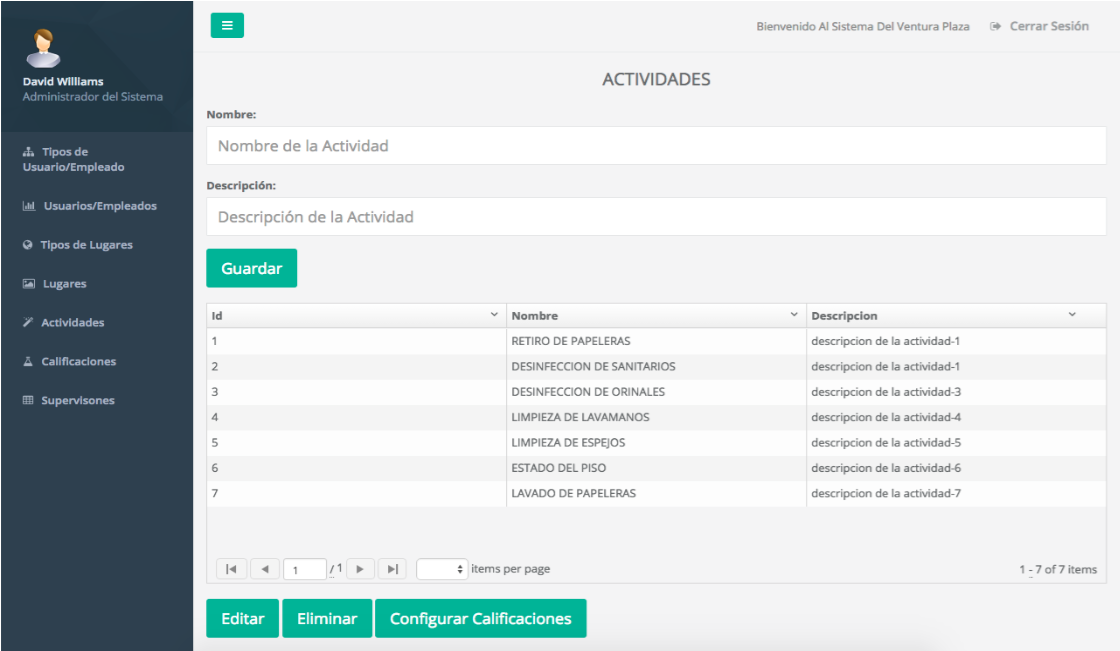 Bienvenido Al Sistema Del Ventura Plaza Cerrar Sesión
David Williams
Administrador del Sistema
Tipos de
Usuario/Empleado
Usuarios/Empleados
Tipos de Lugares
Lugares
Actividades
Calificaciones
Supervisones
ACTIVIDADES
Nombre:
Nombre de la Actividad
Descripción:
Descripción de la Actividad
Guardar
Id Nombre Descripcion
1 RETIRO DE PAPELERAS descripcion de la actividad-1
2 DESINFECCION DE SANITARIOS descripcion de la actividad-1
3 DESINFECCION DE ORINALES descripcion de la actividad-3
4 LIMPIEZA DE LAVAMANOS descripcion de la actividad-4
5 LIMPIEZA DE ESPEJOS descripcion de la actividad-5
6 ESTADO DEL PISO descripcion de la actividad-6
7 LAVADO DE PAPELERAS descripcion de la actividad-7
1 / 1 items per page 1 - 7 of 7 items
Editar Eliminar Configurar Calificaciones